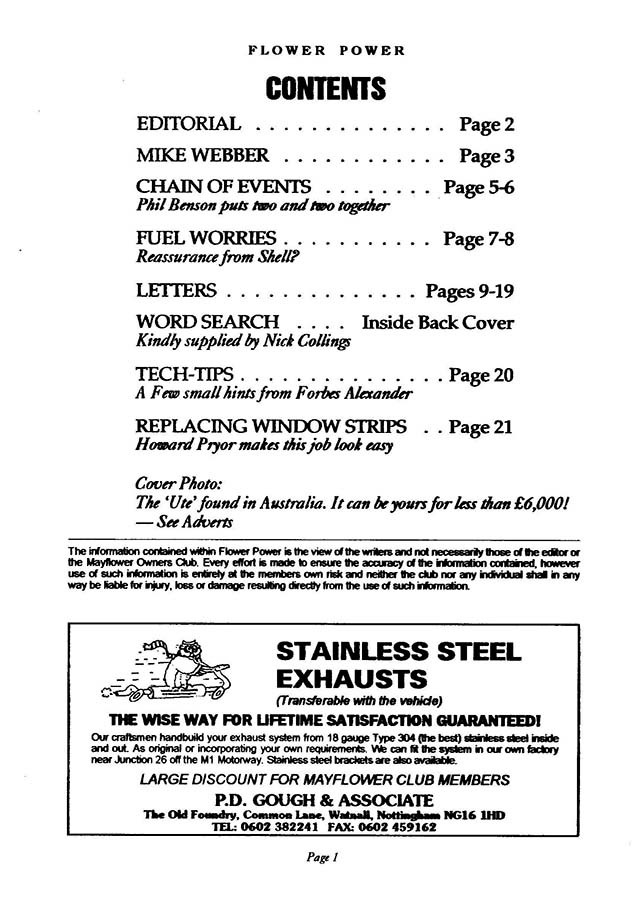 FLOWER POWER
CONTENTS
EDITORIAL . . . . . . . . . . . . . . Page 2
MIKE WEBBER . . . . . . . . . . . . Page 3
CHAIN OF EVENTS . . . . . . . . Page 5-6
Phil Benson puts two and two together
FUEL WORRIES . . . . . . . . . . . Page 7-8
Reassurance from Shell?
LETTERS . . . . . . . . . . . . . . Pages 9-19
WORD SEARCH . . . . Inside Back Cover
Kindly supplied by Nick Collings
TECH-TIPS . . . . . . . . . . . . . . . Page 20
A Few small hints from Forbes Alexander
REPLACING WINDOW STRIPS . . Page 21
Howard Pryor makes this job look easy
Cover Photo:
The 'Ute' found in Australia. It can be yours for less than £6,000!
— See Adverts
The information contained within Flower Power is the view of the writers and not necessarily those of the editor or
the Mayflower Owners Club. Every effort is made to ensure the accuracy of the information contained, however
use of such information is entirely at the members own risk and neither the club nor any individual shall in any
way be liable for injury, loss or damage resulting directly from the use of such information.
STAINLESS STEEL
EXHAUSTS
(Transferable with the vehicle)
THE WISE WAY FOR LIFETIME SATISFACTION GUARANTEED!
Our craftsmen handbuild your exhaust system from 18 gauge Type 304 (the best) stainless steel inside
and out. As original or incorporating your own requirements. We can fit the system in our own factory
near Junction 26 off the M1 Motorway. Stainless steel brackets are also available.
LARGE DISCOUNT FOR MAYFLOWER CLUB MEMBERS
P.D. GOUGH & ASSOCIATE
The Old Foundry, Common Lane, Watnall, Nottingham NG16 1HD
TEL: 0602 382241 FAX: 0602 459162
Page 1